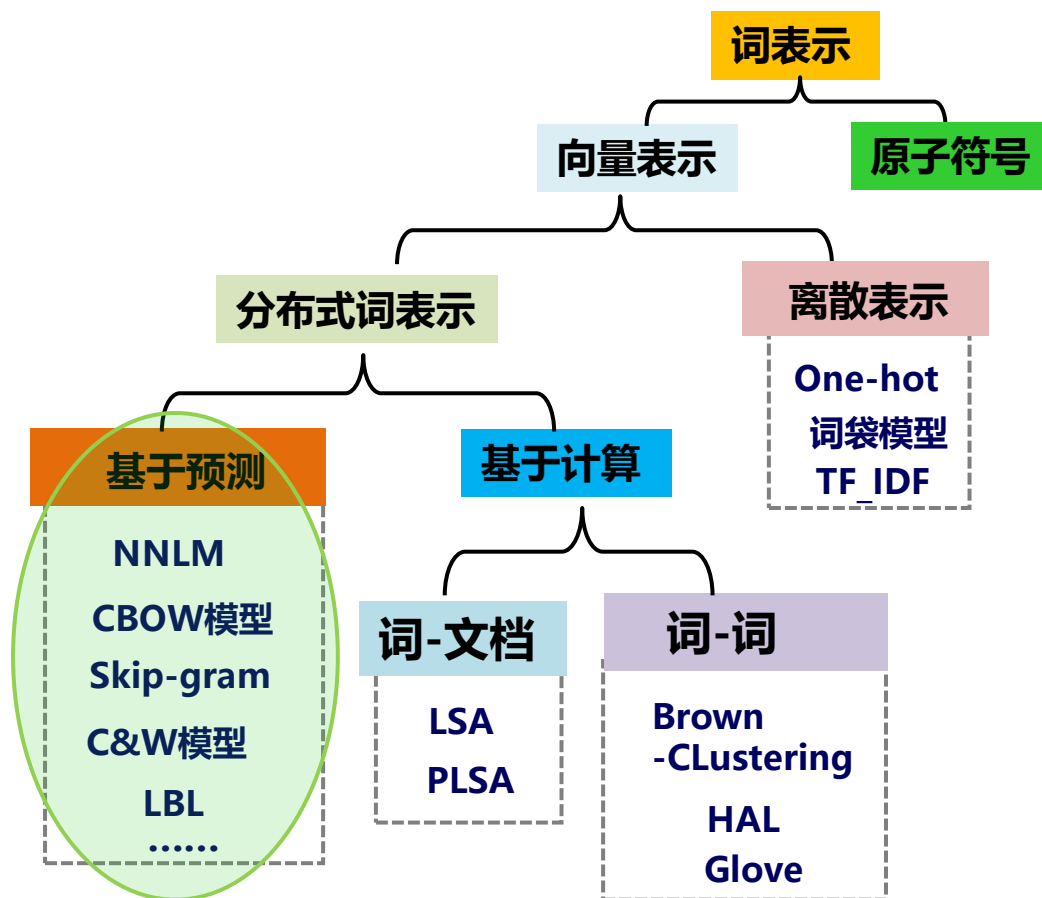 词表示
向量表示
原子符号
分布式词表示
离散表示
One-hot
词袋模型
TF_IDF
基于预测
NNLM
CBOW模型
Skip-gram
C&W模型
LBL
······
基于计算
词-文档
LSA
PLSA
词-词
Brown
-CLustering
HAL
Glove